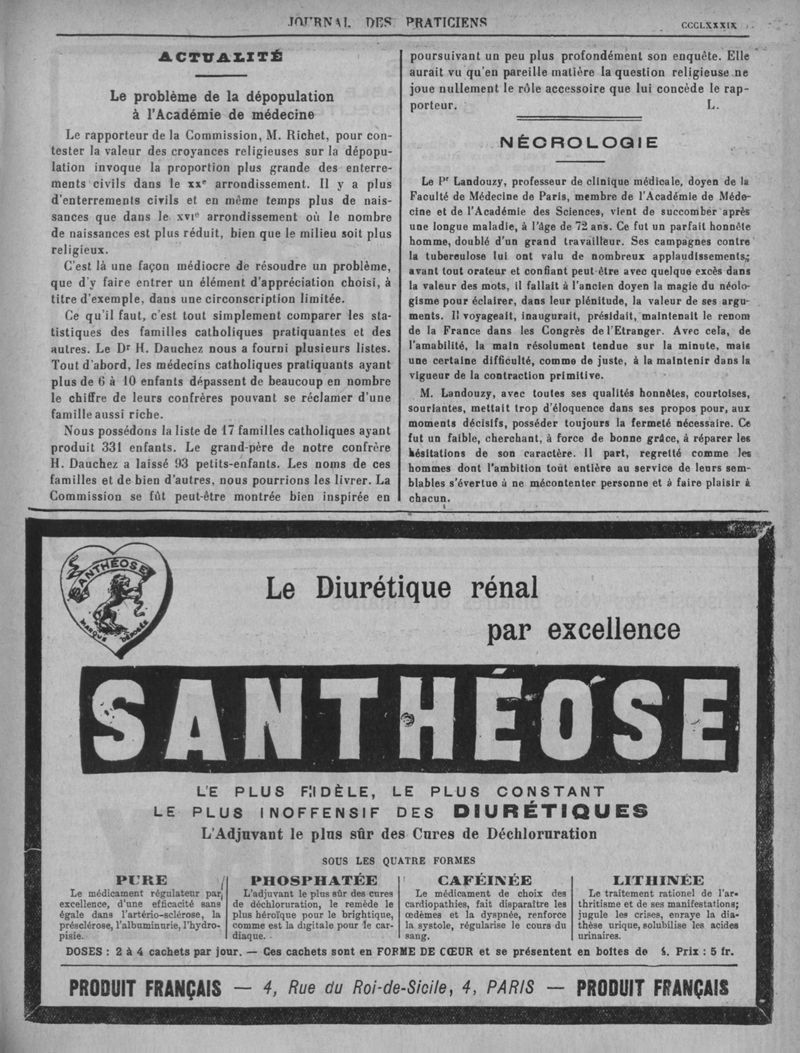 JOURNAL DES PRATICIENS
CCCLXXXIX
ACTUALITÉ
Le problème de la dépopulation
à l'Académie de médecine
Le rapporteur de la Commission, M. Richet, pour con-
tester la valeur des croyances religieuses sur la dépopu-
lation invoque la proportion plus grande des enterre-
ments civils dans le XXe arrondissement. Il y a plus
d'enterrements civils et en même temps plus de nais-
sances que dans le XVIe arrondissement où le nombre
de naissances est plus réduit, bien que le milieu soit plus
religieux.
C'est là une façon médiocre de résoudre un problème,
que d'y faire entrer un élément d'appréciation choisi, à
titre d'exemple, dans une circonscription limitée.
Ce qu'il faut, c'est tout simplement comparer les sta-
tistiques des familles catholiques pratiquantes et des
autres. Le Dr H. Dauchez nous a fourni plusieurs listes.
Tout d'abord, les médecins catholiques pratiquants ayant
plus de 6 à 10 enfants dépassent de beaucoup en nombre
le chiffre de leurs confrères pouvant se réclamer d'une
famille aussi riche.
Nous possédons la liste de 17 familles catholiques ayant
produit 331 enfants. Le grand-père de notre confrère
H. Dauchez a laissé 93 petits-enfants. Les noms de ces
familles et de bien d'autres, nous pourrions les livrer. La
Commission se fût peut-être montrée bien inspirée en
poursuivant un peu plus profondément son enquête. Elle
aurait vu qu'en pareille matière la question religieuse ne
joue nullement le rôle accessoire que lui concède le rap-
porteur. L.
NÉCROLOGIE
Le Pr Landouzy, professeur de clinique médicale, doyen de la
Faculté de Médecine de Paris, membre de l'Académie de Méde-
cine et de l'Académie des Sciences, vient de succomber après
une longue maladie, à l'âge de 72 ans. Ce fut un parfait honnête
homme, doublé d'un grand travailleur. Ses campagnes contre
la tuberculose lui ont valu de nombreux applaudissements;
avant tout orateur et confiant peut-être avec quelque excès dans
la valeur des mots, il fallait à l'ancien doyen la magie du néolo-
gisme pour éclairer, dans leur plénitude, la valeur de ses argu-
ments. Il voyageait, inaugurait, présidait, maintenait le renom
de la France dans les Congrès de l'Etranger. Avec cela, de
l'amabilité, la main résolument tendue sur la minute, mais
une certaine difficulté, comme de juste, à la maintenir dans la
vigueur de la contraction primitive.
M. Landouzy, avec toutes ses qualités honnêtes, courtoises,
souriantes, mettait trop d'éloquence dans ses propos pour, aux
moments décisifs, posséder toujours la fermeté nécessaire. Ce
fut un faible, cherchant, à force de bonne grâce, à réparer les
hésitations de son caractère. Il part, regretté comme les
hommes dont l'ambition tout entière au service de leurs sem-
blables s'évertue à ne mécontenter personne et à faire plaisir à
chacun.
SANTHÉOSE
MARQUE DÉPOSÉE
Le Diurétique rénal
par excellence
SANTHÉOSE
LE PLUS FIDÈLE, LE PLUS CONSTANT
LE PLUS INOFFENSIF DES DIURÉTIQUES
L'Adjuvant le plus sûr des Cures de Déchloruration
SOUS LES QUATRE FORMES
PURE
Le médicament régulateur par
excellence, d'une efficacité sans
égale dans l'artério-sclérose, la
présclérose, l'albuminurie, l'hydro-
pisie.
PHOSPHATÉE
L'adjuvant le plus sûr des cures
de déchloruration, le remède le
plus héroïque pour le brightique,
comme est la digitale pour le car-
diaque.
CAFÉINÉE
Le médicament de choix des
cardiopathies, fait disparaître les
œdèmes et la dyspnée, renforce
la systole, régularise le cours du
sang.
LITHINÉE
Le traitement rationel de l'ar-
thritisme et de ses manifestations;
jugule les crises, enraye la dia-
thèse urique, solubilise les acides
urinaires.
DOSES : 2 à 4 cachets par jour. — Ces cachets sont en FORME DE CŒUR et se présentent en boîtes de Prix : 5 fr.
PRODUIT FRANÇAIS — 4, Rue du Roi-de-Sicile, 4, PARIS — PRODUIT FRANÇAIS